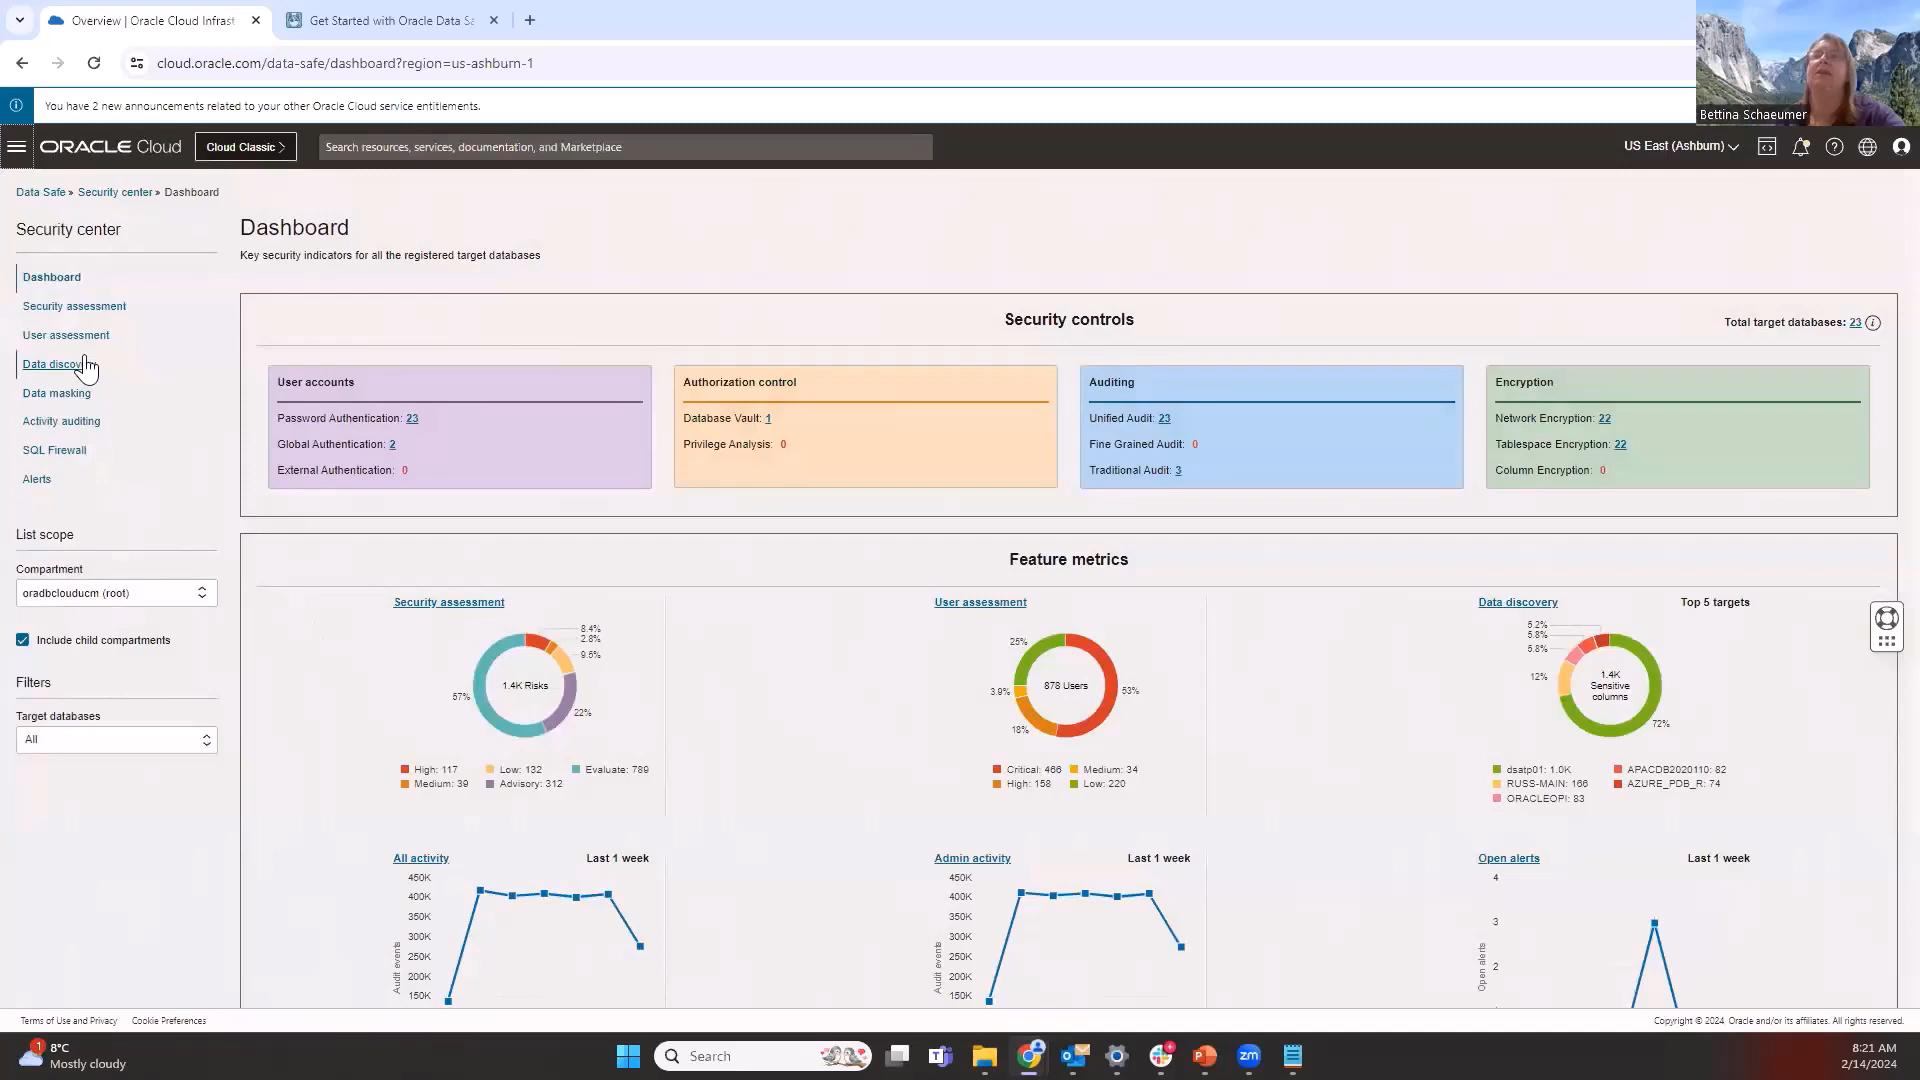 Overview | Oracle Cloud Infrast
Get Started with Oracle Data Sa
cloud.oracle.com/data-safe/dashboard?region=us-ashburn-1
You have 2 new announcements related to your other Oracle Cloud service entitlements.
Bettina Schaeumer
ORACLE Cloud
Cloud Classic
Search resources, services, documentation, and Marketplace
US East (Ashburn)
Data Safe » Security center » Dashboard
Security center
Dashboard
Security assessment
User assessment
Data discov
Data masking
Activity auditing
SQL Firewall
Alerts
List scope
Compartment
oradbclouducm (root)
Include child compartments
Filters
Target databases
All
Dashboard
Key security indicators for all the registered target databases
Security controls
Total target databases: 23
User accounts
Password Authentication: 23
Global Authentication: 2
External Authentication: 0
Authorization control
Database Vault: 1
Privilege Analysis: 0
Auditing
Unified Audit: 23
Fine Grained Audit: 0
Traditional Audit: 3
Encryption
Network Encryption: 22
Tablespace Encryption: 22
Column Encryption: 0
Feature metrics
Security assessment
8.4%
2.8%
9.5%
57%
1.4K Risks
22%
High: 117 Low: 132 Evaluate: 789
Medium: 39 Advisory: 312
User assessment
25%
3.9%
878 Users
53%
18%
Critical: 466 Medium: 34
High: 158 Low: 220
Data discovery
Top 5 targets
5.2%
5.8%
5.8%
12%
1.4K
Sensitive
columns
72%
dsatp01: 1.0K APACDB2020110: 82
RUSS-MAIN: 166 AZURE_PDB_R: 74
ORACLEOPI: 83
All activity
Last 1 week
450K
400K
350K
300K
250K
200K
150K
Audit events
Admin activity
Last 1 week
450K
400K
350K
300K
250K
200K
150K
Audit events
Open alerts
Last 1 week
4
3
2
Open alerts
Terms of Use and Privacy Cookie Preferences
Copyright © 2024, Oracle and/or its affiliates. All rights reserved.
1
8°C
Mostly cloudy
Search
zm
8:21 AM
2/14/2024